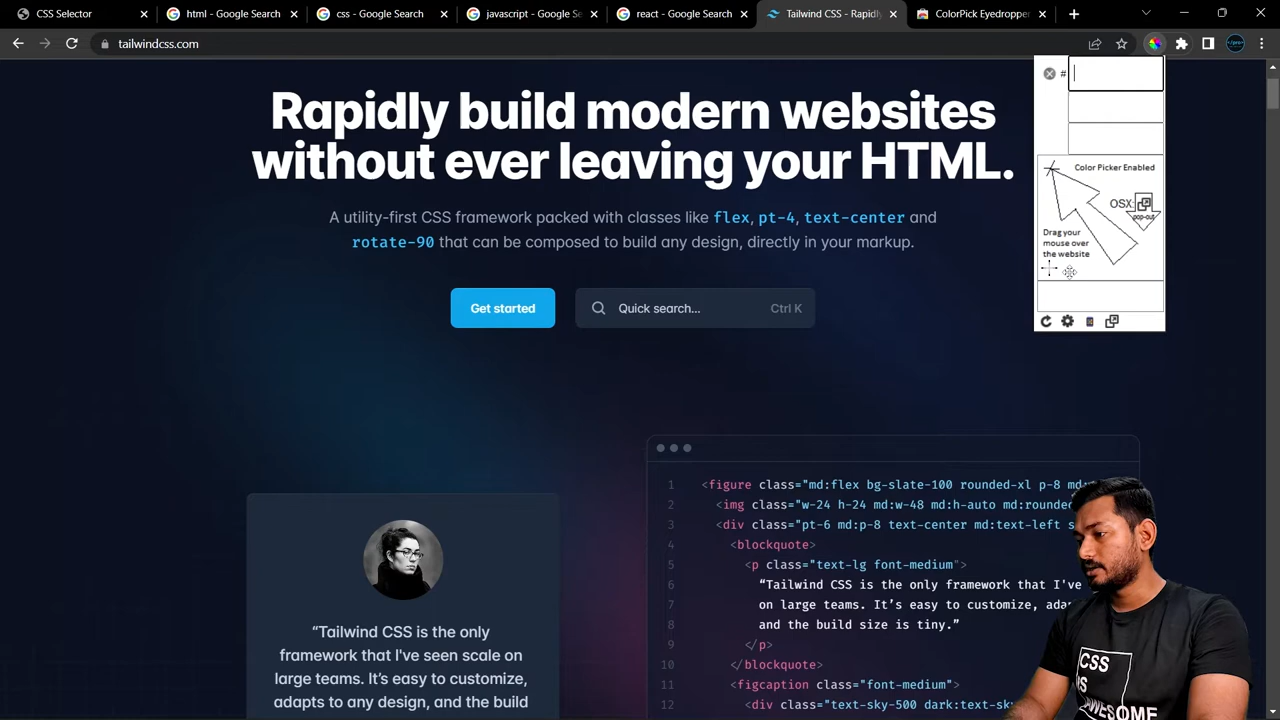 CSS Selector
html - Google Search
css - Google Search
javascript - Google Se
react - Google Search
Tailwind CSS - Rapidly
ColorPick Eyedropper
tailwindcss.com
#
Color Picker Enabled
OSX:
pop-out
Drag your
mouse over
the website
Rapidly build modern websites
without ever leaving your HTML.
A utility-first CSS framework packed with classes like flex, pt-4, text-center and
rotate-90 that can be composed to build any design, directly in your markup.
Get started
Quick search...
Ctrl K
“Tailwind CSS is the only
framework that I've seen scale on
large teams. It’s easy to customize,
adapts to any design, and the build
1 <figure class="md:flex bg-slate-100 rounded-xl p-8 md:
2 <img class="w-24 h-24 md:w-48 md:h-auto md:rounde
3 <div class="pt-6 md:p-8 text-center md:text-left s
4 <blockquote>
5 <p class="text-lg font-medium">
6 “Tailwind CSS is the only framework that I've
7 on large teams. It’s easy to customize, ada
8 and the build size is tiny.”
9 </p>
10 </blockquote>
11 <figcaption class="font-medium">
12 <div class="text-sky-500 dark:text-sk
CSS
IS
AWESOME